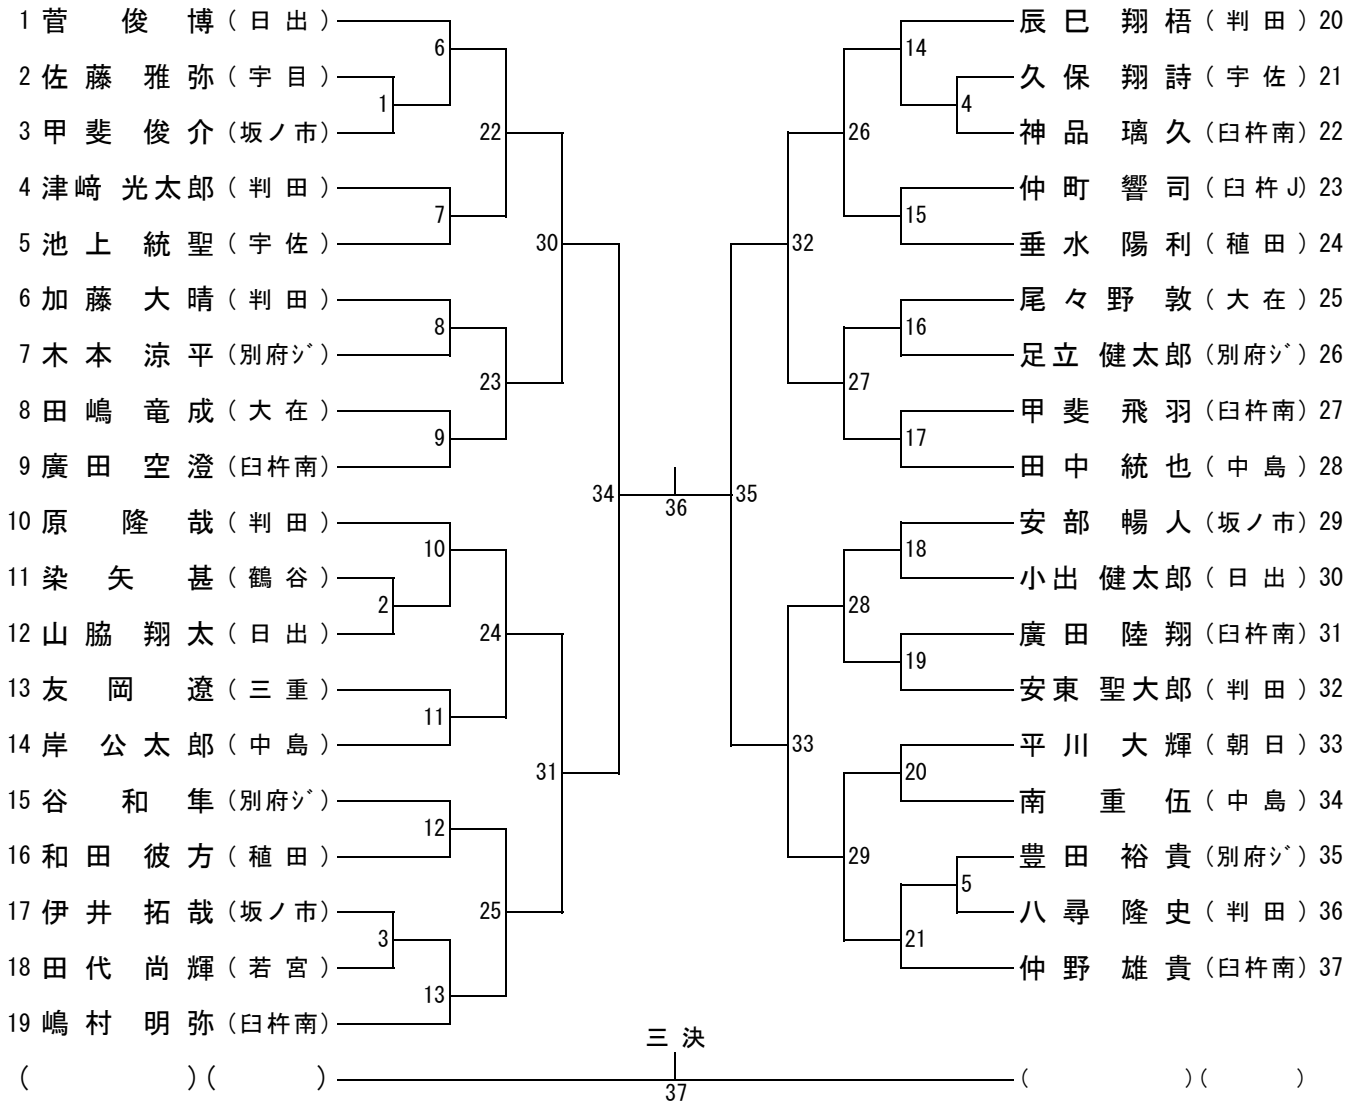 1 菅 俊 博 ( 日 出 )
2 佐 藤 雅 弥 ( 宇 目 )
3 甲 斐 俊 介 (坂ノ市)
4 津﨑 光太郎 ( 判 田 )
5 池 上 統 聖 ( 宇 佐 )
6 加 藤 大 晴 ( 判 田 )
7 木 本 涼 平 (別府ジ)
8 田 嶋 竜 成 ( 大 在 )
9 廣 田 空 澄 (臼杵南)
10 原 隆 哉 ( 判 田 )
11 染 矢 甚 ( 鶴 谷 )
12 山 脇 翔 太 ( 日 出 )
13 友 岡 遼 ( 三 重 )
14 岸 公 太 郎 ( 中 島 )
15 谷 和 隼 (別府ジ)
16 和 田 彼 方 ( 稙 田 )
17 伊 井 拓 哉 (坂ノ市)
18 田 代 尚 輝 ( 若 宮 )
19 嶋 村 明 弥 (臼杵南)
( ) ( )
6
1
22
7
30
8
23
9
34
10
2
24
11
31
12
25
3
13
36
三 決
37
35
14
4
26
15
32
16
27
17
18
28
19
33
20
29
5
21
辰 巳 翔 梧 ( 判 田 ) 20
久 保 翔 詩 ( 宇 佐 ) 21
神 品 璃 久 (臼杵南) 22
仲 町 響 司 ( 臼 杵 J) 23
垂 水 陽 利 ( 稙 田 ) 24
尾 々 野 敦 ( 大 在 ) 25
足立 健太郎 (別府ジ) 26
甲 斐 飛 羽 (臼杵南) 27
田 中 統 也 ( 中 島 ) 28
安 部 暢 人 (坂ノ市) 29
小出 健太郎 ( 日 出 ) 30
廣 田 陸 翔 (臼杵南) 31
安東 聖大郎 ( 判 田 ) 32
平 川 大 輝 ( 朝 日 ) 33
南 重 伍 ( 中 島 ) 34
豊 田 裕 貴 (別府ジ) 35
八 尋 隆 史 ( 判 田 ) 36
仲 野 雄 貴 (臼杵南) 37
( ) ( )